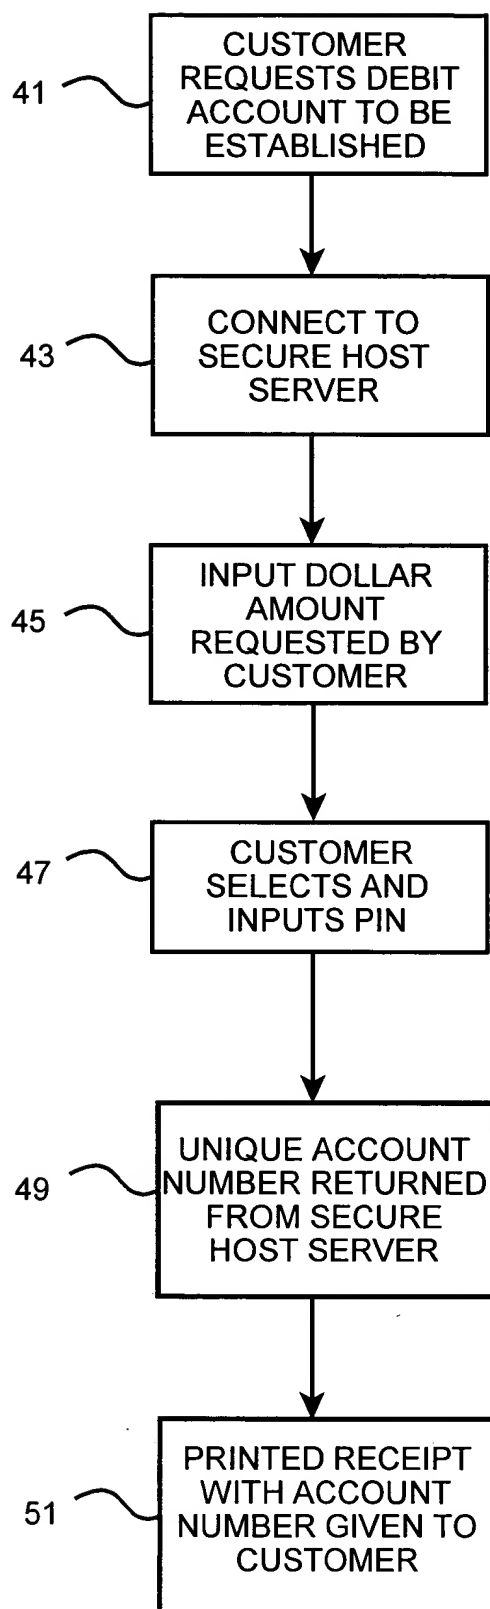 41
CUSTOMER
REQUESTS DEBIT
ACCOUNT TO BE
ESTABLISHED
43
CONNECT TO
SECURE HOST
SERVER
45
INPUT DOLLAR
AMOUNT
REQUESTED BY
CUSTOMER
47
CUSTOMER
SELECTS AND
INPUTS PIN
49
UNIQUE ACCOUNT
NUMBER RETURNED
FROM SECURE
HOST SERVER
51
PRINTED RECEIPT
WITH ACCOUNT
NUMBER GIVEN TO
CUSTOMER